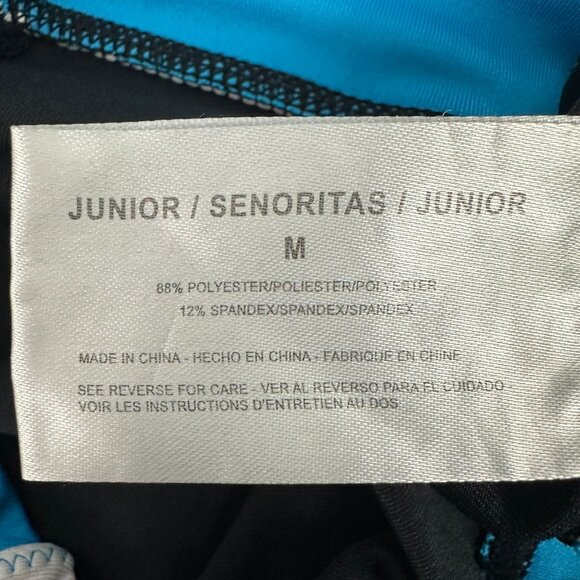 JUNIOR / SENORITAS / JUNIOR
M
88% POLYESTER/POLIESTER/POLYESTER
12% SPANDEX/SPANDEX/SPANDEX
MADE IN CHINA - HECHO EN CHINA - FABRIQUE EN CHINE
SEE REVERSE FOR CARE - VER AL REVERSO PARA EL CUIDADO
VOIR LES INSTRUCTIONS D'ENTRETIEN AU DOS